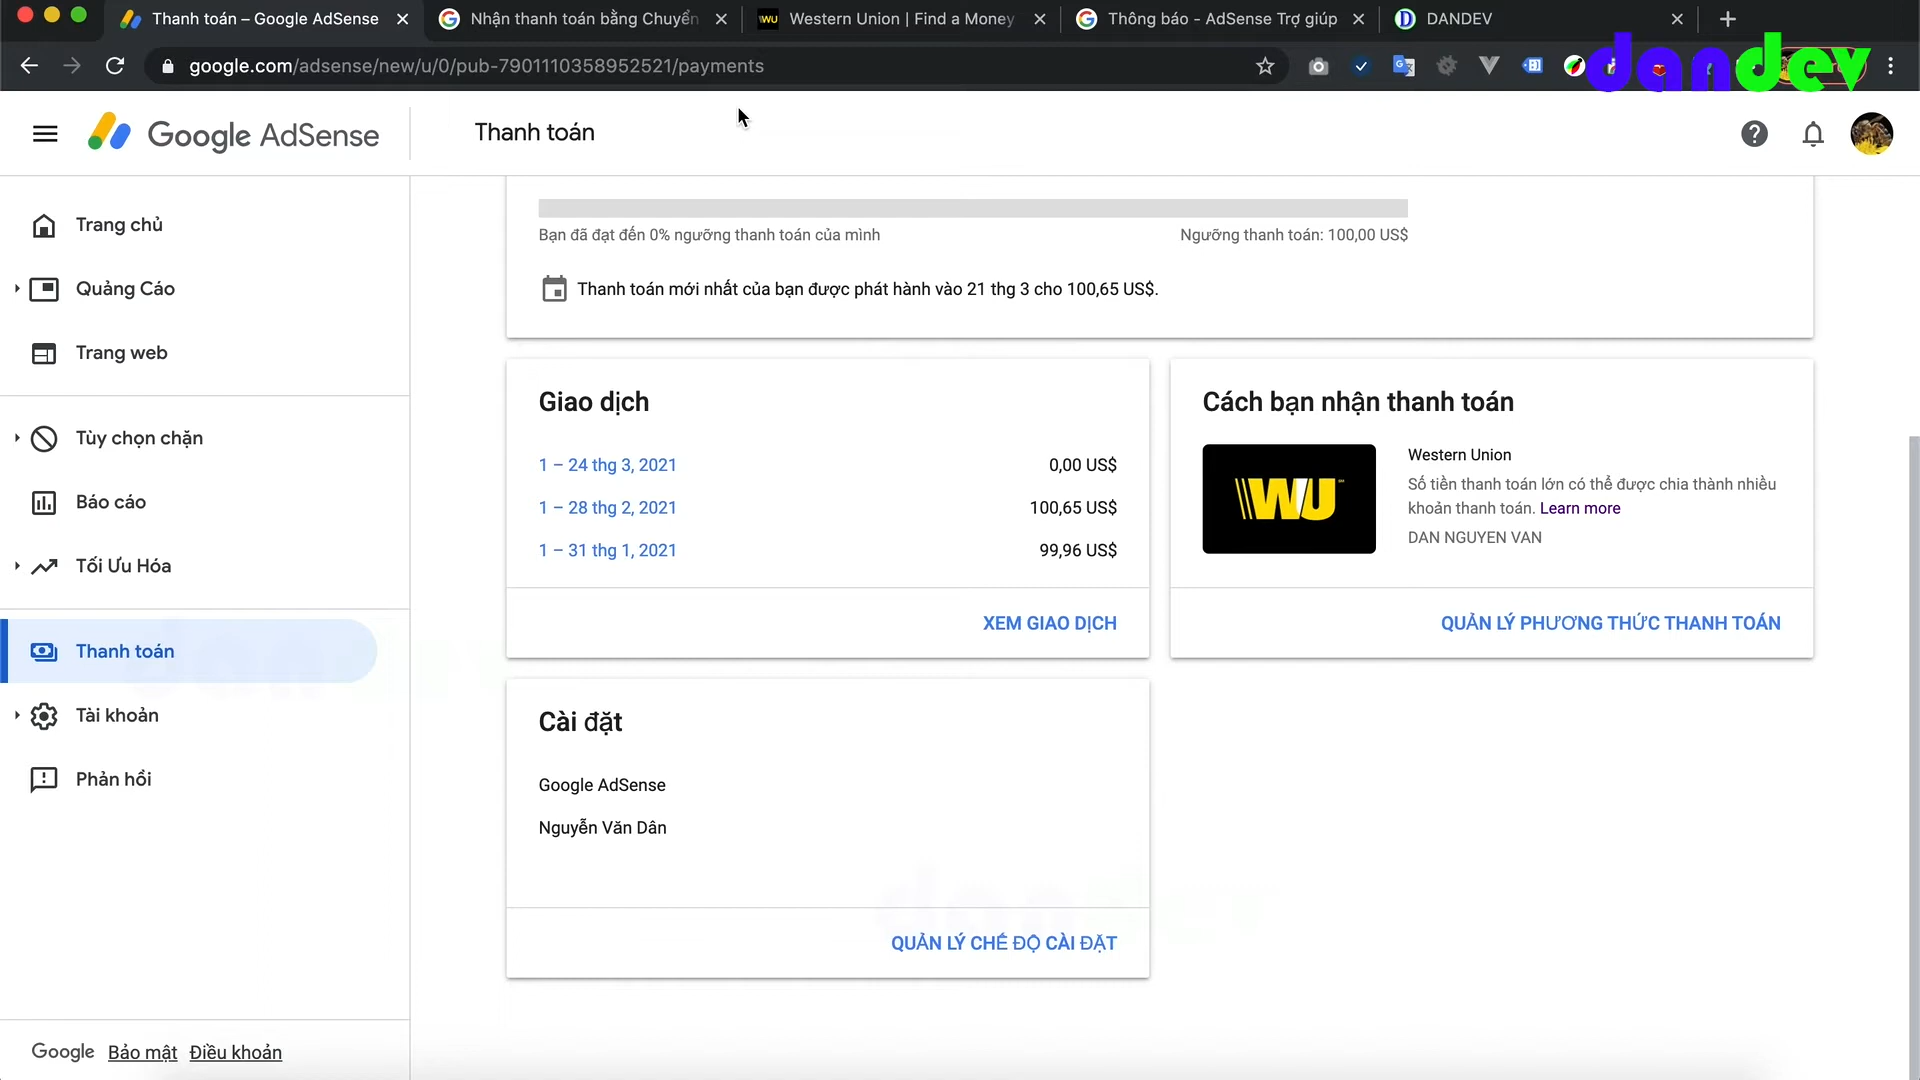 Thanh toán – Google AdSense
Nhận thanh toán bằng Chuyển
Western Union | Find a Money
Thông báo - AdSense Trợ giúp
DANDEV
google.com/adsense/new/u/0/pub-7901110358952521/payments
dandev
Google AdSense
Thanh toán
Trang chủ
Quảng Cáo
Trang web
Tùy chọn chặn
Báo cáo
Tối Ưu Hóa
Thanh toán
Tài khoản
Phản hồi
Google Bảo mật Điều khoản
Bạn đã đạt đến 0% ngưỡng thanh toán của mình
Ngưỡng thanh toán: 100,00 US$
Thanh toán mới nhất của bạn được phát hành vào 21 thg 3 cho 100,65 US$.
Giao dịch
1 – 24 thg 3, 2021 0,00 US$
1 – 28 thg 2, 2021 100,65 US$
1 – 31 thg 1, 2021 99,96 US$
XEM GIAO DỊCH
Cách bạn nhận thanh toán
WU
Western Union
Số tiền thanh toán lớn có thể được chia thành nhiều
khoản thanh toán. Learn more
DAN NGUYEN VAN
QUẢN LÝ PHƯƠNG THỨC THANH TOÁN
Cài đặt
Google AdSense
Nguyễn Văn Dân
QUẢN LÝ CHẾ ĐỘ CÀI ĐẶT